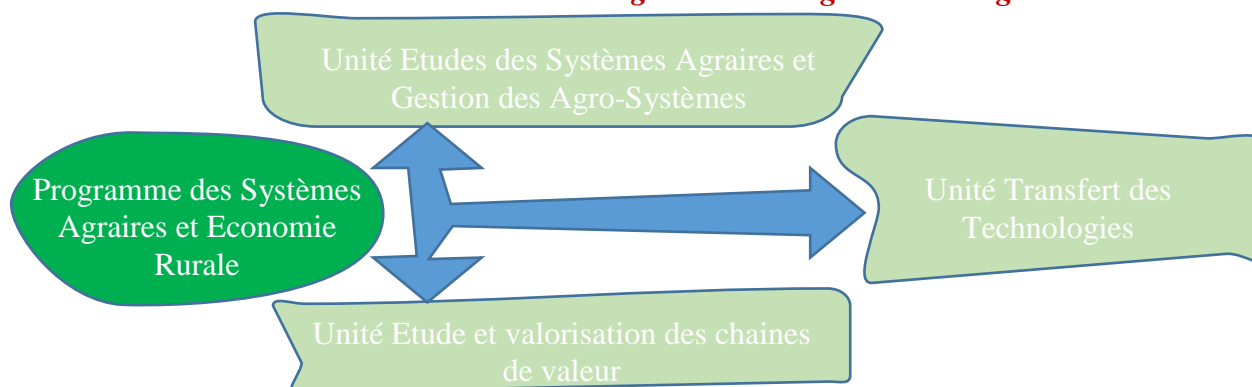 Unité Etudes des Systèmes Agraires et
Gestion des Agro-Systèmes
Programme des Systèmes
Agraires et Economie
Rurale
Unité Transfert des
Technologies
Unité Etude et valorisation des chaines
de valeur